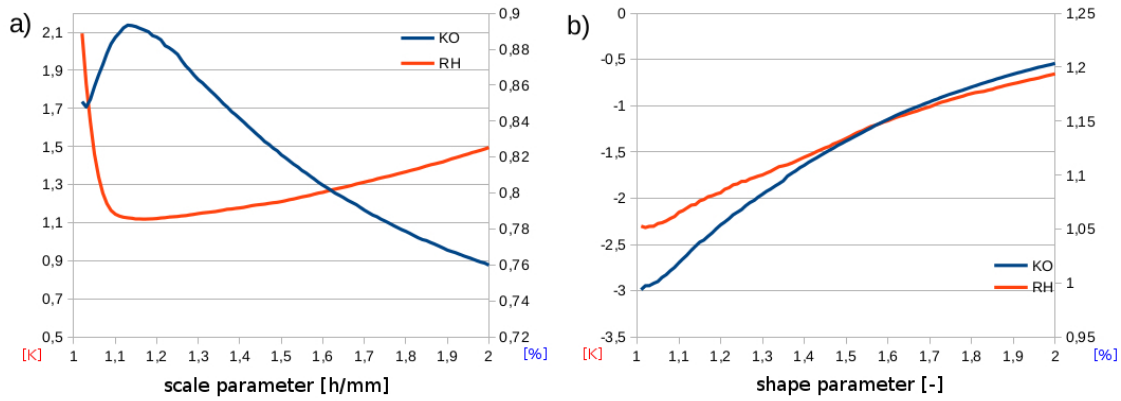 a)
2,1
1,9
1,7
1,5
1,3
1,1
0,9
0,7
0,5
0,9
0,88
0,86
0,84
0,82
0,8
0,78
0,76
0,74
0,72
KO
RH
1 1,1 1,2 1,3 1,4 1,5 1,6 1,7 1,8 1,9 2
[K] [%]
scale parameter [h/mm]
b)
0
-0,5
-1
-1,5
-2
-2,5
-3
-3,5
1,25
1,2
1,15
1,1
1,05
1
0,95
KO
RH
1 1,1 1,2 1,3 1,4 1,5 1,6 1,7 1,8 1,9 2
[K] [%]
shape parameter [-]